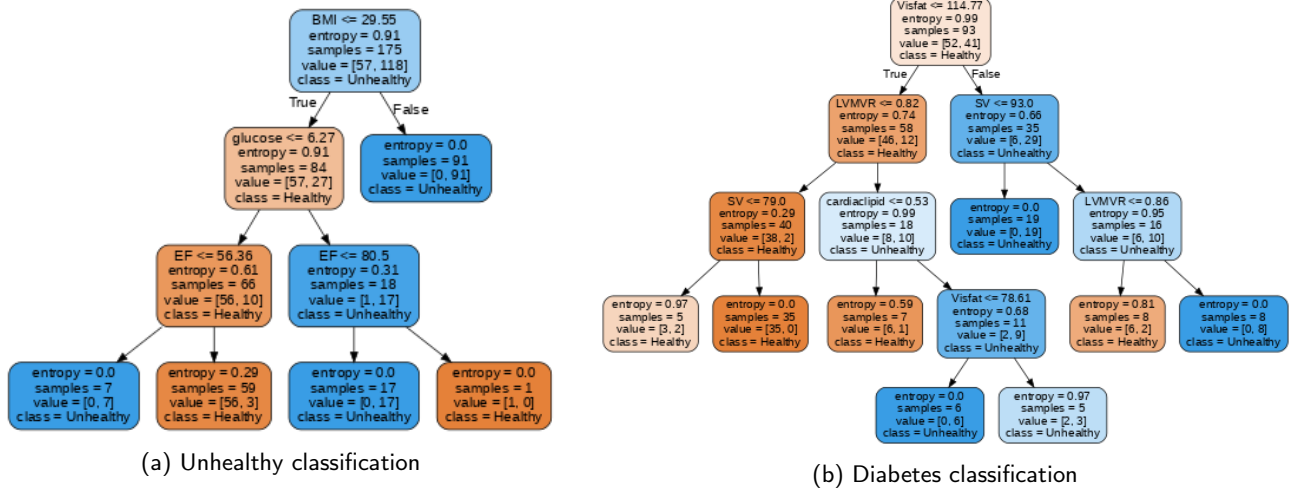 BMI <= 29.55
entropy = 0.91
samples = 175
value = [57, 118]
class = Unhealthy
True
False
glucose <= 6.27
entropy = 0.91
samples = 84
value = [57, 27]
class = Healthy
entropy = 0.0
samples = 91
value = [0, 91]
class = Unhealthy
EF <= 56.36
entropy = 0.61
samples = 66
value = [56, 10]
class = Healthy
EF <= 80.5
entropy = 0.31
samples = 18
value = [1, 17]
class = Unhealthy
entropy = 0.0
samples = 7
value = [0, 7]
class = Unhealthy
entropy = 0.29
samples = 59
value = [56, 3]
class = Healthy
entropy = 0.0
samples = 17
value = [0, 17]
class = Unhealthy
entropy = 0.0
samples = 1
value = [1, 0]
class = Healthy
(a) Unhealthy classification
Visfat <= 114.77
entropy = 0.99
samples = 93
value = [52, 41]
class = Healthy
True
False
LVMVR <= 0.82
entropy = 0.74
samples = 58
value = [46, 12]
class = Healthy
SV <= 93.0
entropy = 0.66
samples = 35
value = [6, 29]
class = Unhealthy
SV <= 79.0
entropy = 0.29
samples = 40
value = [38, 2]
class = Healthy
cardiaclipid <= 0.53
entropy = 0.99
samples = 18
value = [8, 10]
class = Unhealthy
entropy = 0.0
samples = 19
value = [0, 19]
class = Unhealthy
LVMVR <= 0.86
entropy = 0.95
samples = 16
value = [6, 10]
class = Unhealthy
entropy = 0.97
samples = 5
value = [3, 2]
class = Healthy
entropy = 0.0
samples = 35
value = [35, 0]
class = Healthy
entropy = 0.59
samples = 7
value = [6, 1]
class = Healthy
Visfat <= 78.61
entropy = 0.68
samples = 11
value = [2, 9]
class = Unhealthy
entropy = 0.81
samples = 8
value = [6, 2]
class = Healthy
entropy = 0.0
samples = 8
value = [0, 8]
class = Unhealthy
entropy = 0.0
samples = 6
value = [0, 6]
class = Unhealthy
entropy = 0.97
samples = 5
value = [2, 3]
class = Unhealthy
(b) Diabetes classification